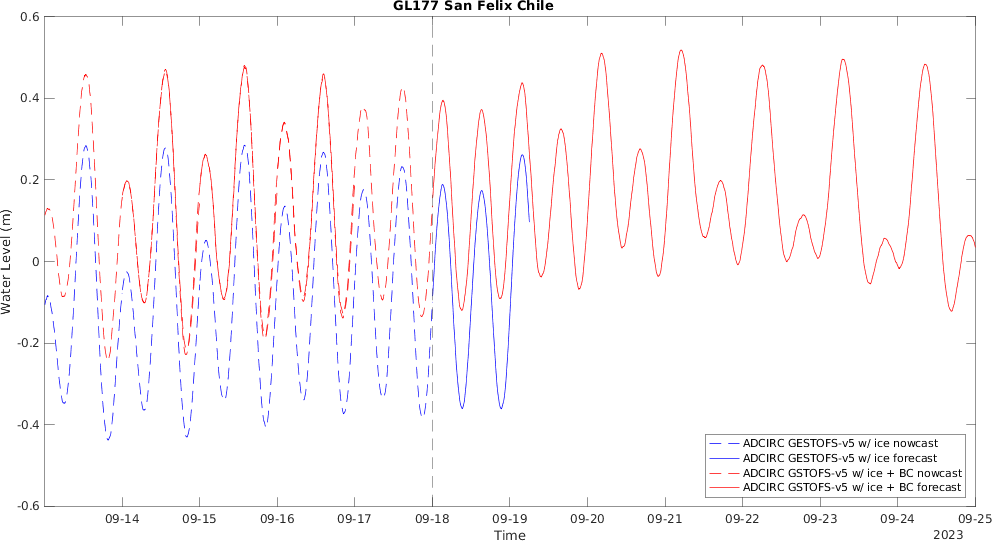 GL177 San Felix Chile
0.6
0.4
0.2
0
-0.2
-0.4
-0.6
Water Level (m)
ADCIRC GESTOFS-v5 w/ ice nowcast
ADCIRC GESTOFS-v5 w/ ice forecast
ADCIRC GSTOFS-v5 w/ ice + BC nowcast
ADCIRC GSTOFS-v5 w/ ice + BC forecast
09-14 09-15 09-16 09-17 09-18 09-19 09-20 09-21 09-22 09-23 09-24 09-25
Time
2023